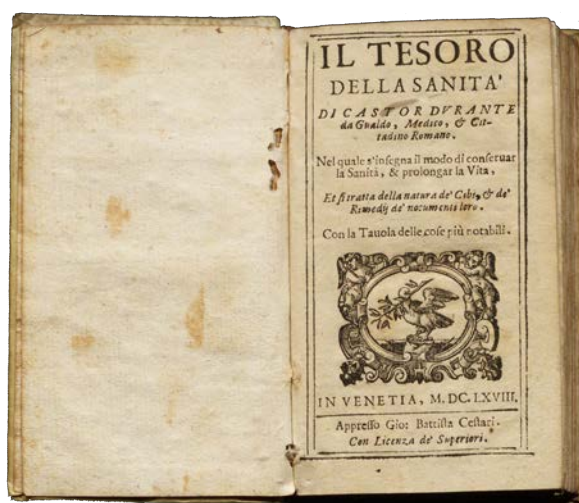 IL TESORO
DELLA SANITA'
DI CASTOR DVRANTE
da Gualdo, Medico, & Cit-
tadino Romano.
Nel quale s'insegna il modo di conseruar
la Sanità, & prolongar la Vita,
Et si tratta della natura de' Cibi, & de'
Rimedij de' nocumenti loro.
Con la Tauola delle cose più notabili.
IN VENETIA, M. DC. LXVIII.
Appresso Gio: Battista Cestari.
Con Licenza de' Superiori.